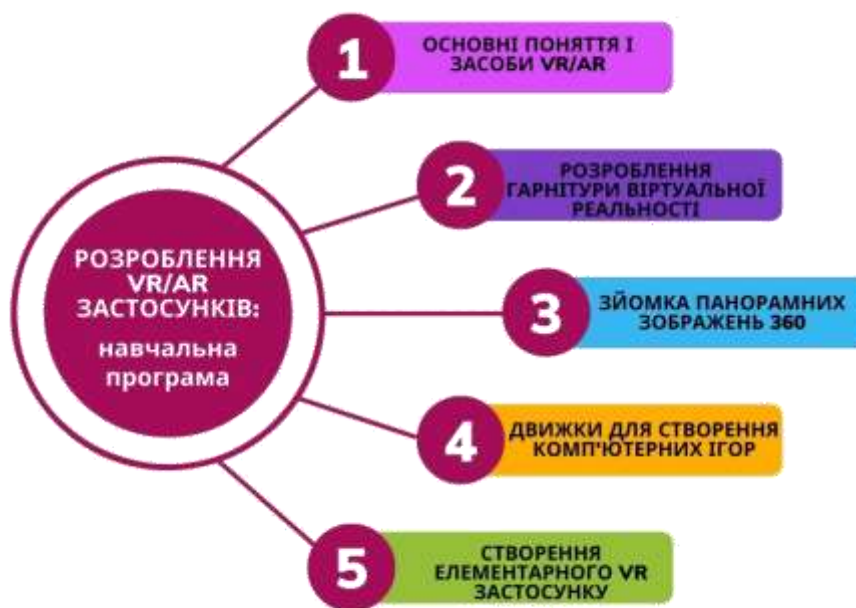 РОЗРОБЛЕННЯ
VR/AR
ЗАСТОСУНКІВ:
навчальна
програма
1
ОСНОВНІ ПОНЯТТЯ І
ЗАСОБИ VR/AR
2
РОЗРОБЛЕННЯ
ГАРНІТУРИ ВІРТУАЛЬНОЇ
РЕАЛЬНОСТІ
3
ЗЙОМКА ПАНОРАМНИХ
ЗОБРАЖЕНЬ 360
4
ДВИЖКИ ДЛЯ СТВОРЕННЯ
КОМП'ЮТЕРНИХ ІГОР
5
СТВОРЕННЯ
ЕЛЕМЕНТАРНОГО VR
ЗАСТОСУНКУ